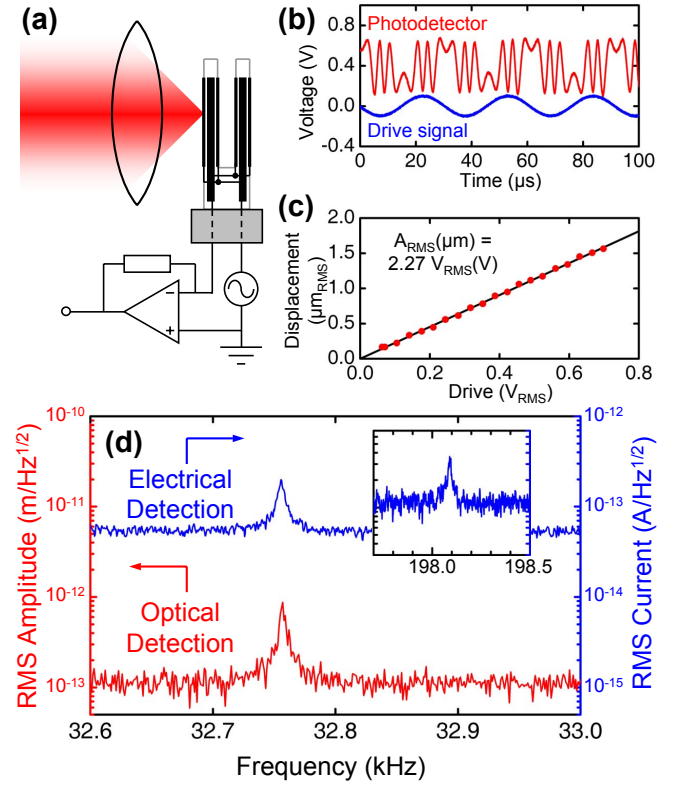 (a)
−
+
(b)
Photodetector
Drive signal
Voltage (V)
0.8
0.4
0.0
-0.4
0 20 40 60 80 100
Time (µs)
(c)
A_RMS(µm) =
2.27 V_RMS(V)
Displacement
(µm_RMS)
2.0
1.5
1.0
0.5
0.0
0.0 0.2 0.4 0.6 0.8
Drive (V_RMS)
(d)
Electrical
Detection
Optical
Detection
RMS Amplitude (m/Hz^1/2)
10^-10
10^-11
10^-12
10^-13
RMS Current (A/Hz^1/2)
10^-12
10^-13
10^-14
10^-15
198.0 198.5
32.6 32.7 32.8 32.9 33.0
Frequency (kHz)